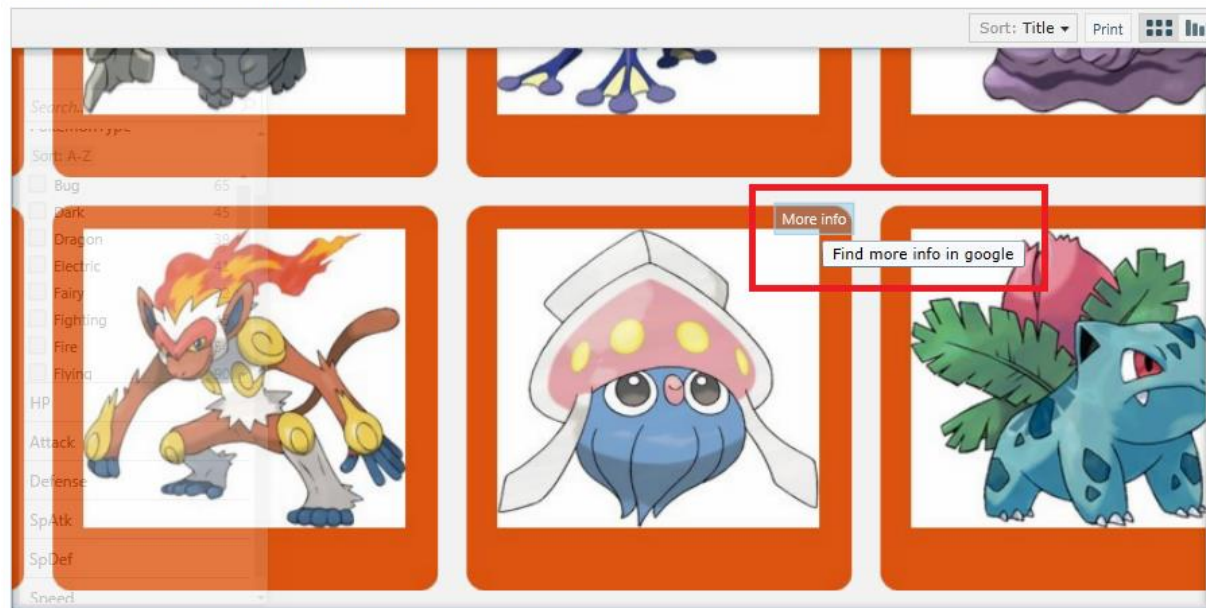 Sort: Title
Print
Search..
PokemonType
Sort: A-Z
Bug 65
Dark 45
Dragon
Electric
Fairy
Fighting
Fire
Flying
HP
Attack
Defense
SpAtk
SpDef
Speed
More info
Find more info in google